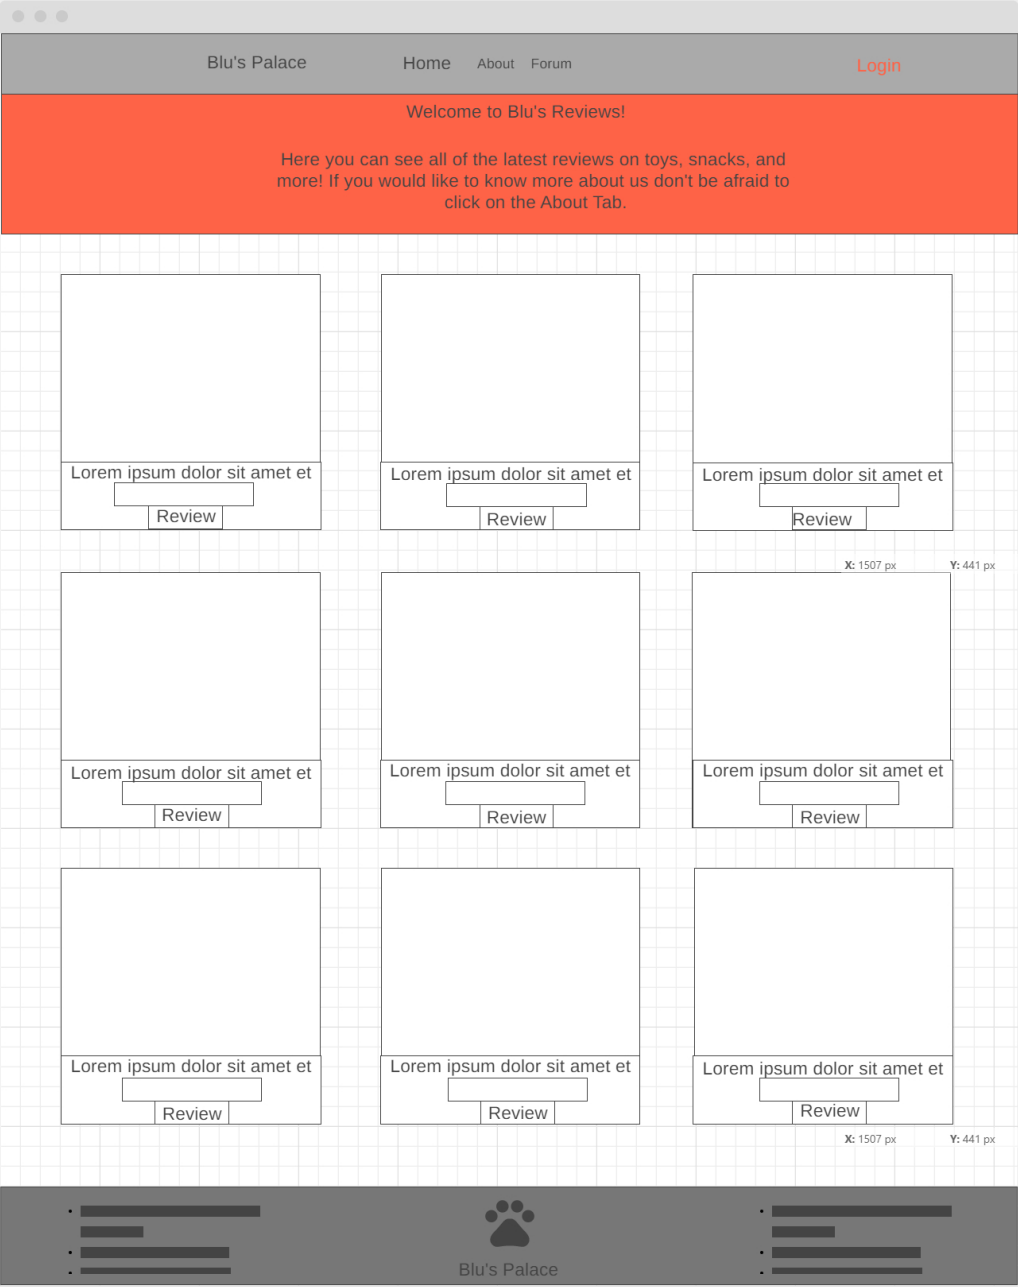 Blu's Palace Home About Forum Login
Welcome to Blu's Reviews!
Here you can see all of the latest reviews on toys, snacks, and
more! If you would like to know more about us don't be afraid to
click on the About Tab.
Lorem ipsum dolor sit amet et
Review
Lorem ipsum dolor sit amet et
Review
Lorem ipsum dolor sit amet et
Review
X: 1507 px Y: 441 px
Lorem ipsum dolor sit amet et
Review
Lorem ipsum dolor sit amet et
Review
Lorem ipsum dolor sit amet et
Review
Lorem ipsum dolor sit amet et
Review
Lorem ipsum dolor sit amet et
Review
Lorem ipsum dolor sit amet et
Review
X: 1507 px Y: 441 px
Blu's Palace